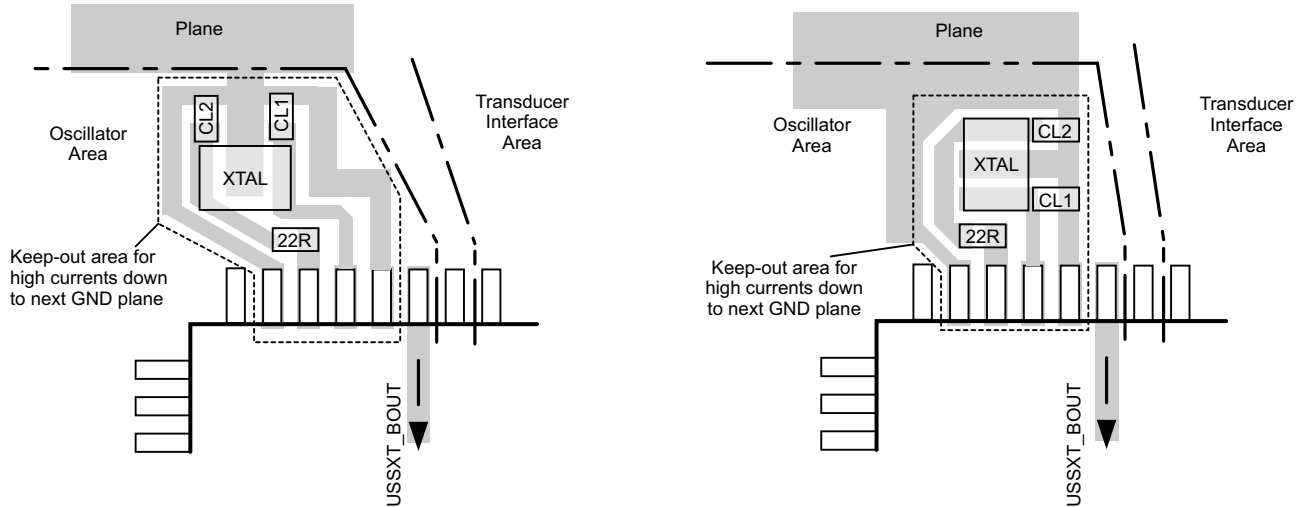 Plane
CL2
CL1
Oscillator
Area
Transducer
Interface
Area
XTAL
22R
Keep-out area for
high currents down
to next GND plane
USSXT_BOUT
Plane
Oscillator
Area
CL2
Transducer
Interface
Area
XTAL
CL1
22R
Keep-out area for
high currents down
to next GND plane
USSXT_BOUT